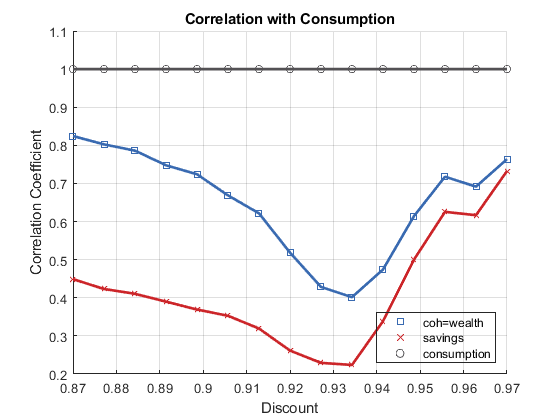 Correlation with Consumption
1.1
1
0.9
0.8
0.7
0.6
0.5
0.4
0.3
0.2
Correlation Coefficient
coh=wealth
savings
consumption
0.87 0.88 0.89 0.9 0.91 0.92 0.93 0.94 0.95 0.96 0.97
Discount